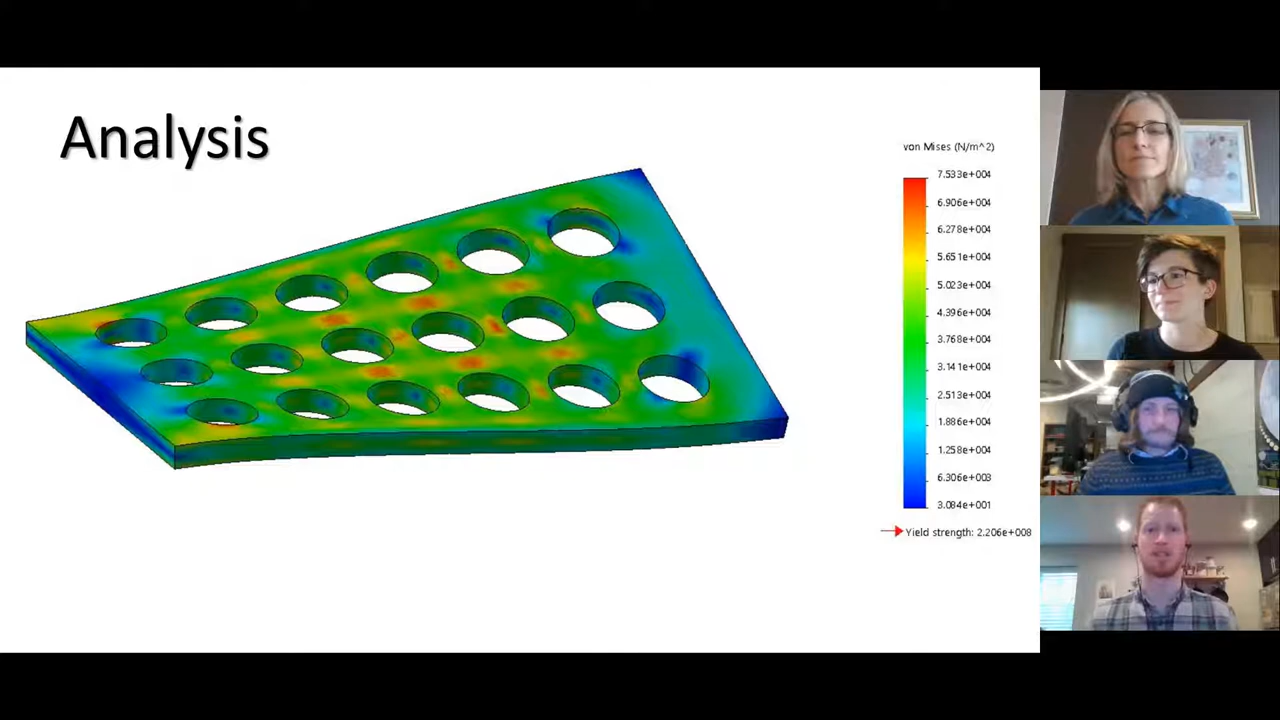 Analysis
von Mises (N/m^2)
7.533e+004
6.906e+004
6.278e+004
5.651e+004
5.023e+004
4.396e+004
3.768e+004
3.141e+004
2.513e+004
1.886e+004
1.258e+004
6.306e+003
3.084e+001
Yield strength: 2.206e+008